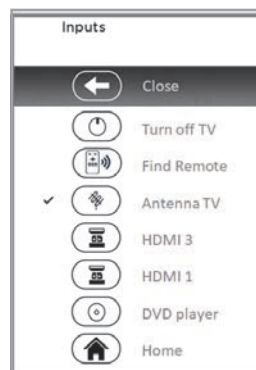 Inputs
Close
Turn off TV
Find Remote
Antenna TV
HDMI 3
HDMI 1
DVD player
Home